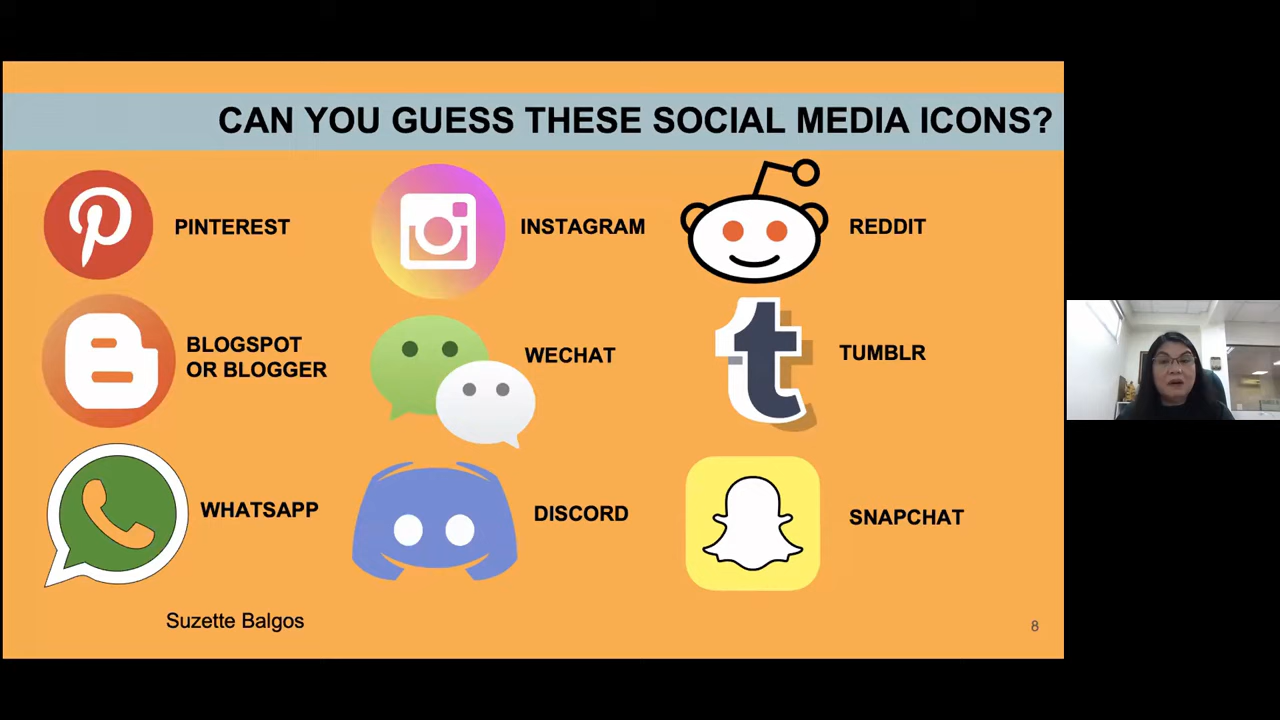 CAN YOU GUESS THESE SOCIAL MEDIA ICONS?
PINTEREST
INSTAGRAM
REDDIT
BLOGSPOT
OR BLOGGER
WECHAT
TUMBLR
WHATSAPP
DISCORD
SNAPCHAT
Suzette Balgos
8